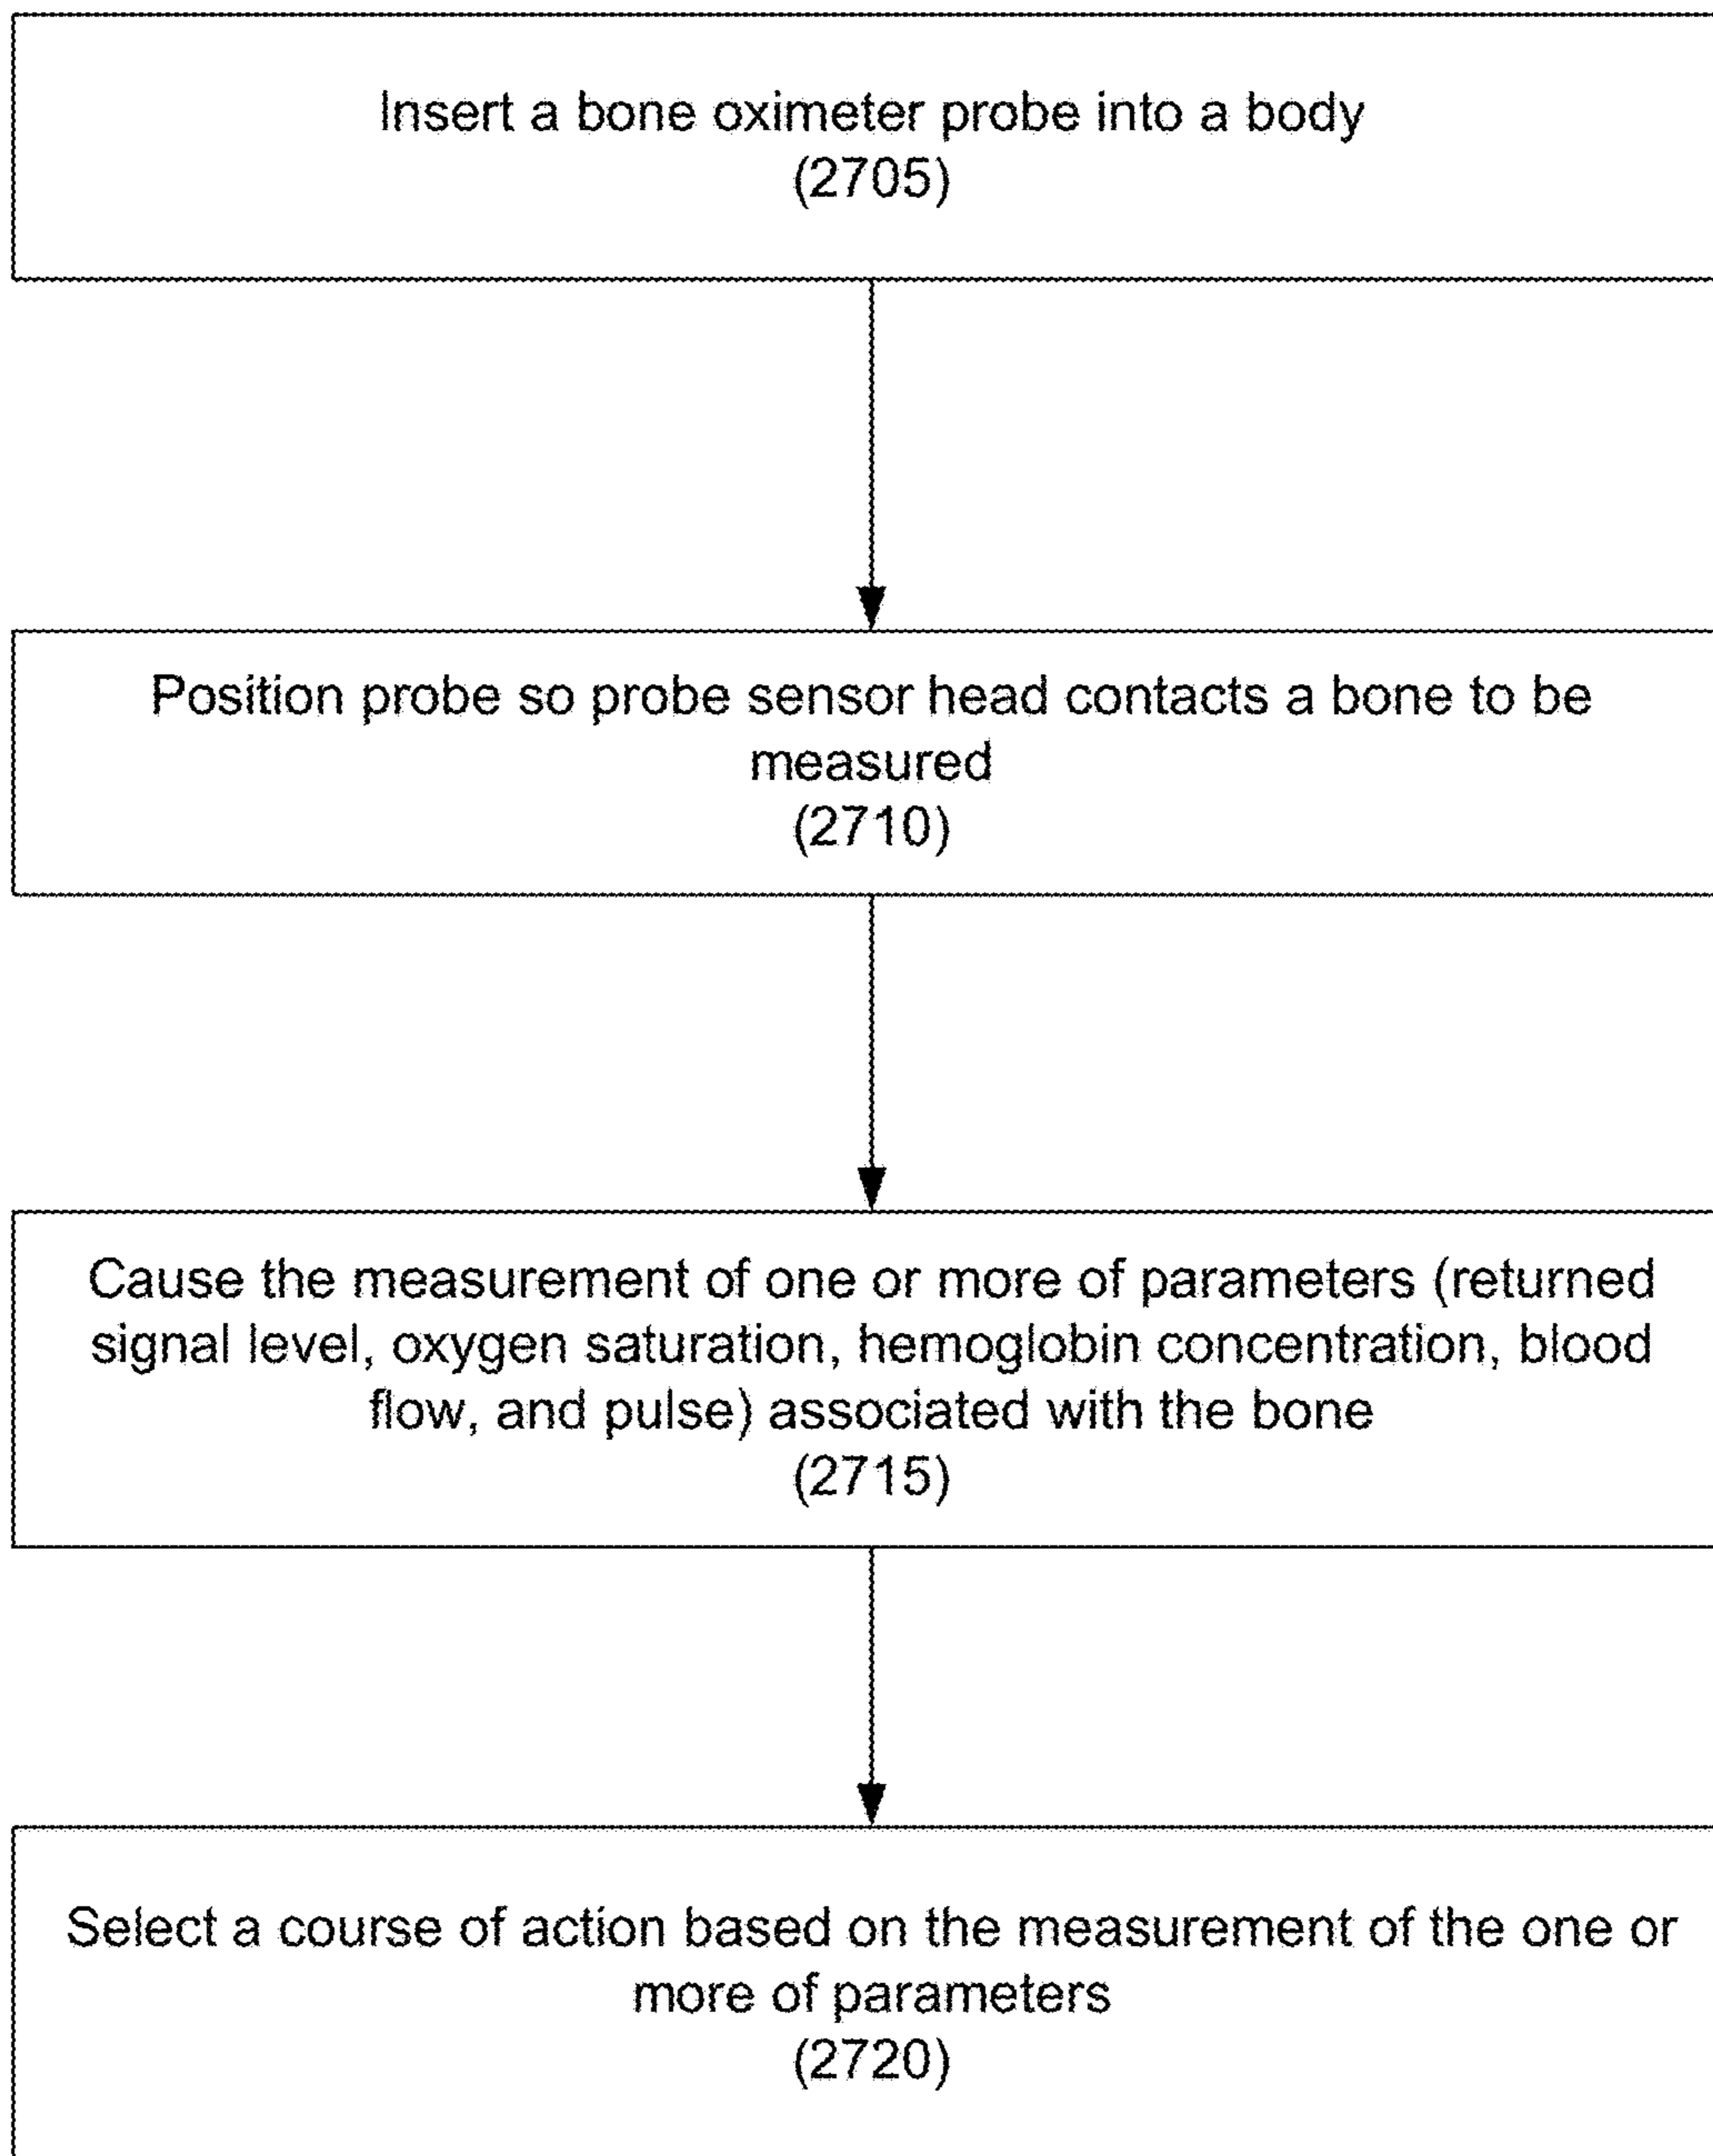 Insert a bone oximeter probe into a body
(2705)
Position probe so probe sensor head contacts a bone to be
measured
(2710)
Cause the measurement of one or more of parameters (returned
signal level, oxygen saturation, hemoglobin concentration, blood
flow, and pulse) associated with the bone
(2715)
Select a course of action based on the measurement of the one or
more of parameters
(2720)